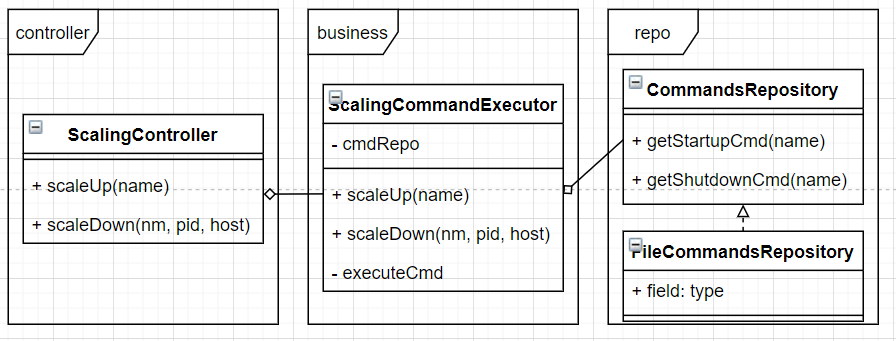 controller
ScalingController
+ scaleUp(name)
+ scaleDown(nm, pid, host)
business
ScalingCommandExecutor
- cmdRepo
+ scaleUp(name)
+ scaleDown(nm, pid, host)
- executeCmd
repo
CommandsRepository
+ getStartupCmd(name)
+ getShutdownCmd(name)
FileCommandsRepository
+ field: type